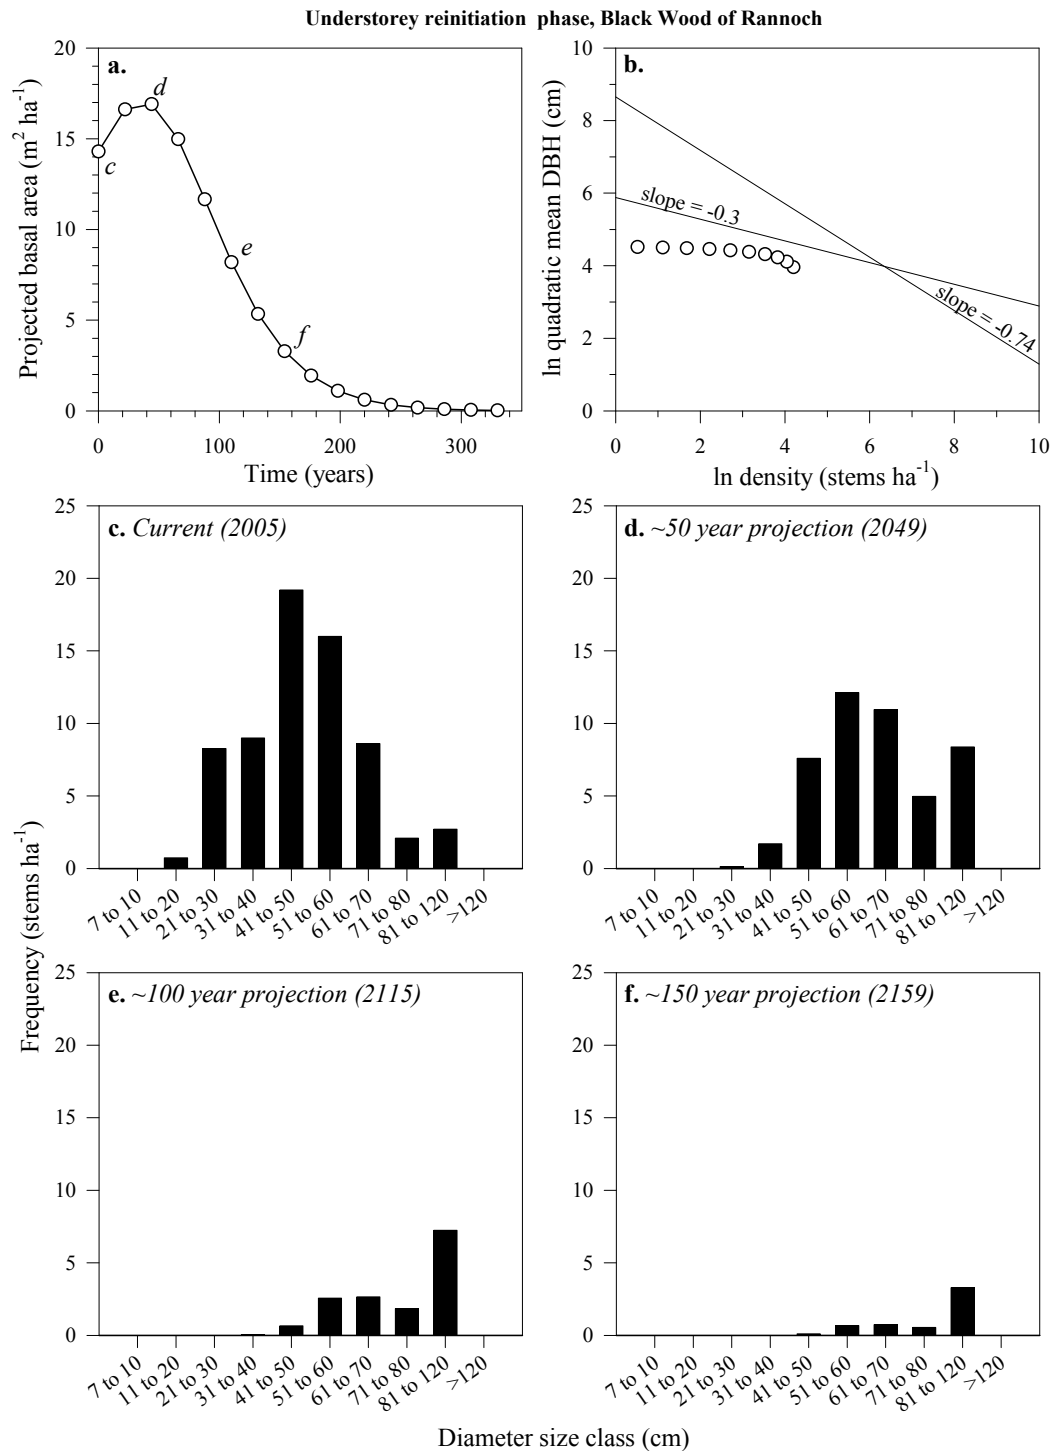 Understorey reinitiation phase, Black Wood of Rannoch
a.
20
15
10
5
0
Projected basal area (m² ha⁻¹)
c
d
e
f
0 100 200 300
Time (years)
b.
10
8
6
4
2
0
ln quadratic mean DBH (cm)
slope = -0.3
slope = -0.74
0 2 4 6 8 10
ln density (stems ha⁻¹)
c. Current (2005)
25
20
15
10
5
0
7 to 10
11 to 20
21 to 30
31 to 40
41 to 50
51 to 60
61 to 70
71 to 80
81 to 120
>120
d. ~50 year projection (2049)
25
20
15
10
5
0
7 to 10
11 to 20
21 to 30
31 to 40
41 to 50
51 to 60
61 to 70
71 to 80
81 to 120
>120
Frequency (stems ha⁻¹)
e. ~100 year projection (2115)
25
20
15
10
5
0
7 to 10
11 to 20
21 to 30
31 to 40
41 to 50
51 to 60
61 to 70
71 to 80
81 to 120
>120
f. ~150 year projection (2159)
25
20
15
10
5
0
7 to 10
11 to 20
21 to 30
31 to 40
41 to 50
51 to 60
61 to 70
71 to 80
81 to 120
>120
Diameter size class (cm)